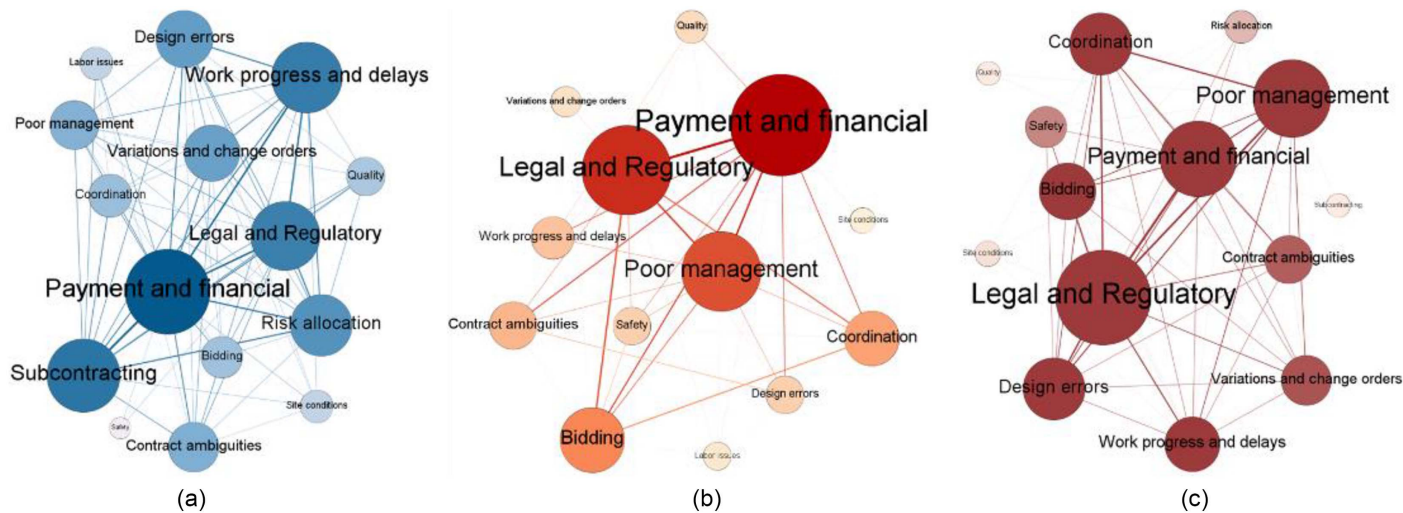 Design errors
Labor issues
Work progress and delays
Poor management
Variations and change orders
Quality
Coordination
Legal and Regulatory
Payment and financial
Risk allocation
Bidding
Subcontracting
Site conditions
Safety
Contract ambiguities
(a)
Quality
Variations and change orders
Payment and financial
Legal and Regulatory
Site conditions
Work progress and delays
Poor management
Contract ambiguities
Safety
Coordination
Design errors
Bidding
Labor issues
(b)
Risk allocation
Coordination
Quality
Poor management
Safety
Payment and financial
Bidding
Subcontracting
Site conditions
Contract ambiguities
Legal and Regulatory
Design errors
Variations and change orders
Work progress and delays
(c)